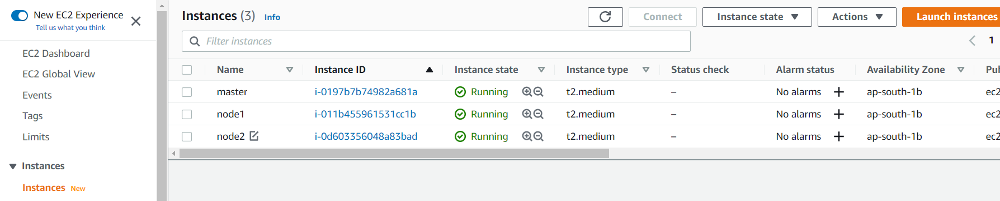 New EC2 Experience
Tell us what you think
EC2 Dashboard
EC2 Global View
Events
Tags
Limits
Instances
Instances New
Instances (3) Info
Connect Instance state Actions Launch instances
Filter instances
1
Name Instance ID Instance state Instance type Status check Alarm status Availability Zone Pu
master i-0197b7b74982a681a Running t2.medium – No alarms + ap-south-1b ec2
node1 i-011b455961531cc1b Running t2.medium – No alarms + ap-south-1b ec2
node2 i-0d603356048a83bad Running t2.medium – No alarms + ap-south-1b ec2